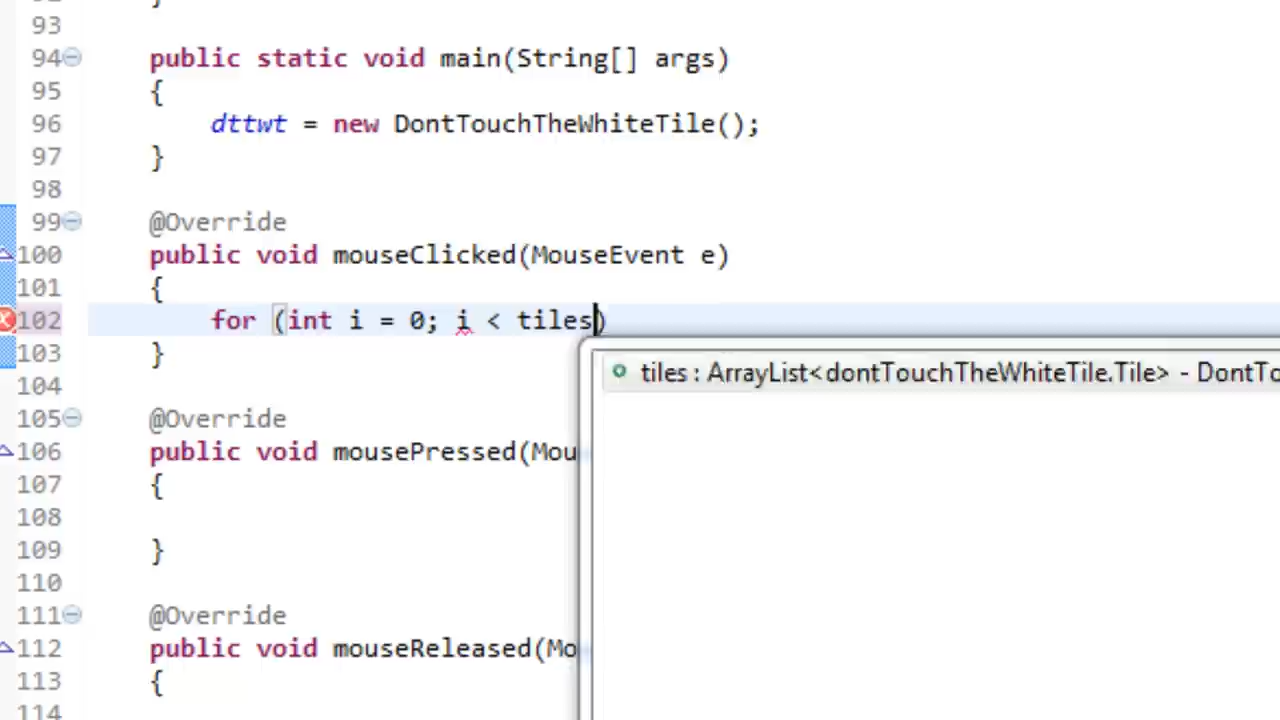 93
94 public static void main(String[] args)
95 {
96 dttwt = new DontTouchTheWhiteTile();
97 }
98
99 @Override
100 public void mouseClicked(MouseEvent e)
101 {
102 for (int i = 0; i < tiles)
103 }
tiles : ArrayList<dontTouchTheWhiteTile.Tile> - DontTo
104
105 @Override
106 public void mousePressed(Mou
107 {
108
109 }
110
111 @Override
112 public void mouseReleased(Mo
113 {
114